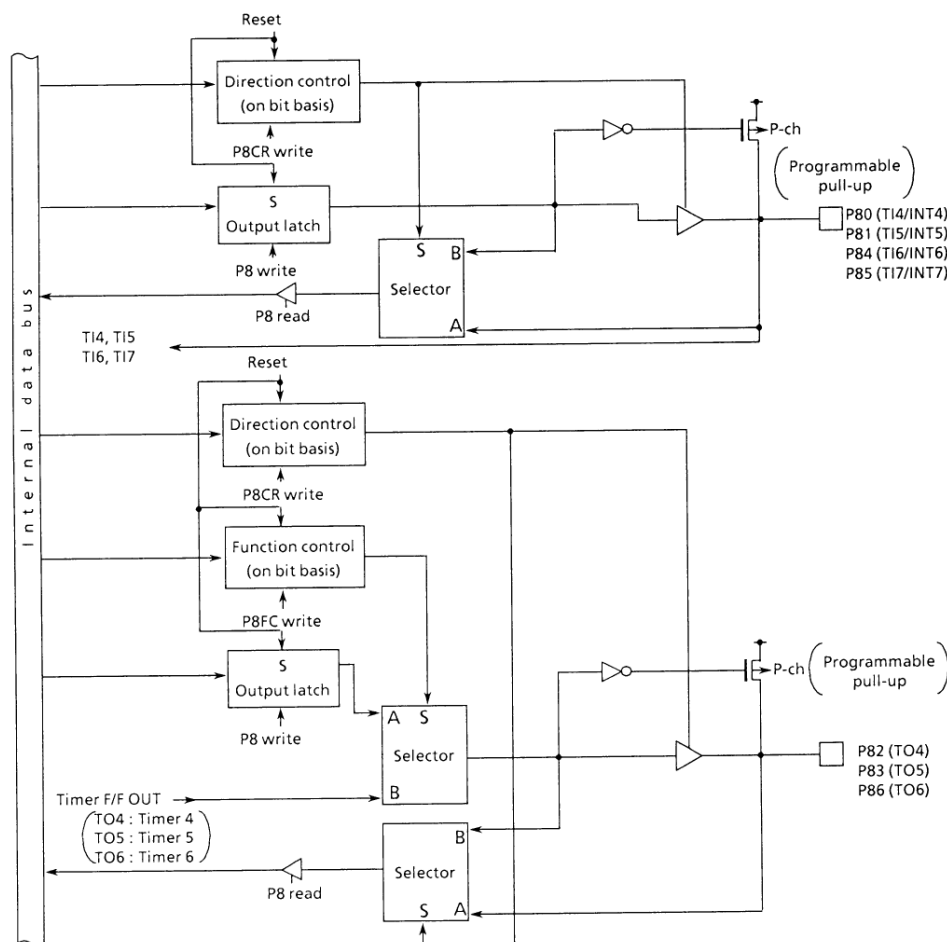 Reset
Direction control
(on bit basis)
P8CR write
S
Output latch
P8 write
P-ch
(Programmable
pull-up)
P80 (TI4/INT4)
P81 (TI5/INT5)
P84 (TI6/INT6)
P85 (TI7/INT7)
S B
Selector
A
P8 read
TI4, TI5
TI6, TI7
Internal data bus
Reset
Direction control
(on bit basis)
P8CR write
Function control
(on bit basis)
P8FC write
S
Output latch
P8 write
P-ch
(Programmable
pull-up)
A S
Selector
B
P82 (TO4)
P83 (TO5)
P86 (TO6)
Timer F/F OUT
(TO4 : Timer 4
TO5 : Timer 5
TO6 : Timer 6)
B
Selector
S A
P8 read